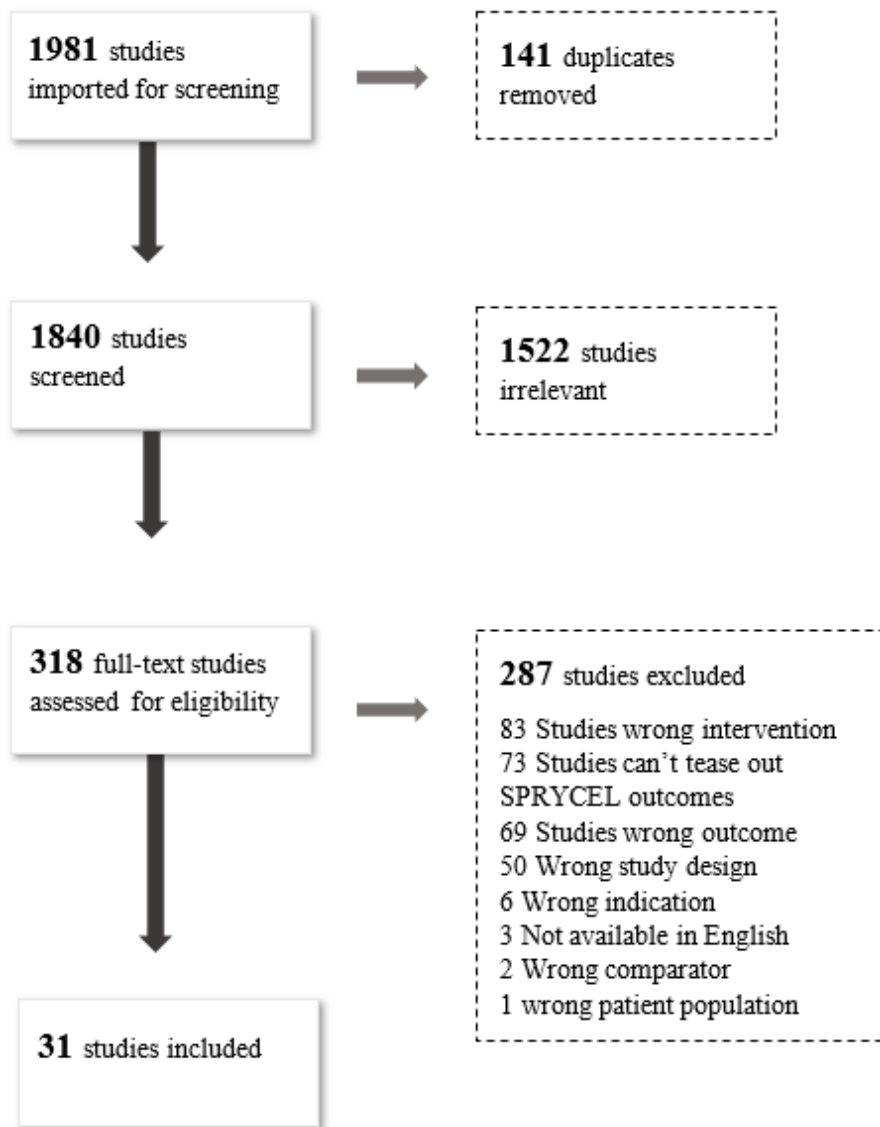 1981 studies
imported for screening
141 duplicates
removed
1840 studies
screened
1522 studies
irrelevant
318 full-text studies
assessed for eligibility
287 studies excluded
83 Studies wrong intervention
73 Studies can't tease out
SPRYCEL outcomes
69 Studies wrong outcome
50 Wrong study design
6 Wrong indication
3 Not available in English
2 Wrong comparator
1 wrong patient population
31 studies included